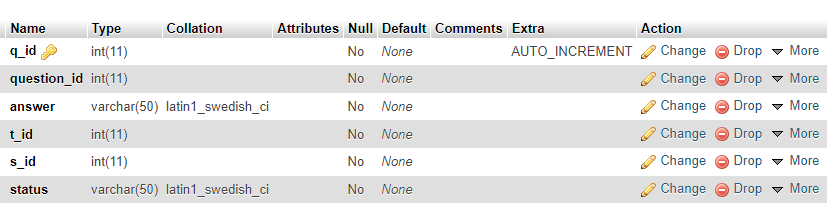 Name Type Collation Attributes Null Default Comments Extra Action
q_id int(11) No None AUTO_INCREMENT Change Drop More
question_id int(11) No None Change Drop More
answer varchar(50) latin1_swedish_ci No None Change Drop More
t_id int(11) No None Change Drop More
s_id int(11) No None Change Drop More
status varchar(50) latin1_swedish_ci No None Change Drop More